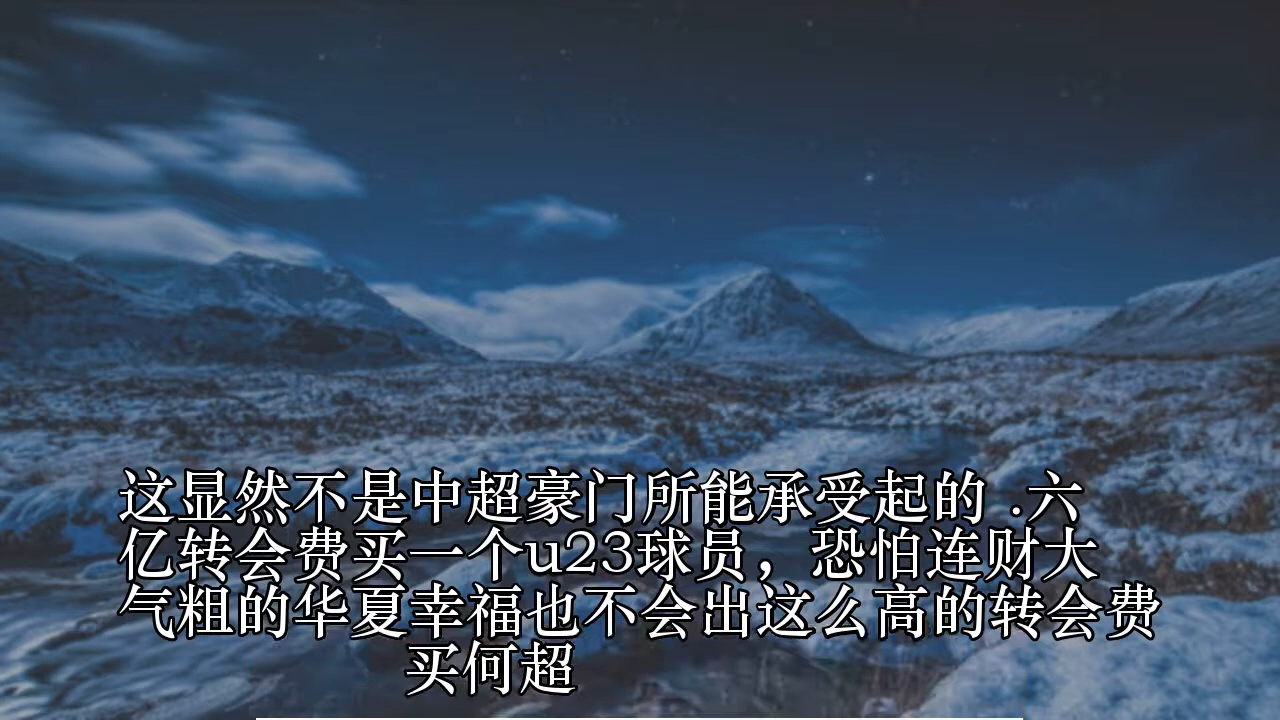 这显然不是中超豪门所能承受起的 .六
亿转会费买一个u23球员，恐怕连财大
气粗的华夏幸福也不会出这么高的转会费
买何超